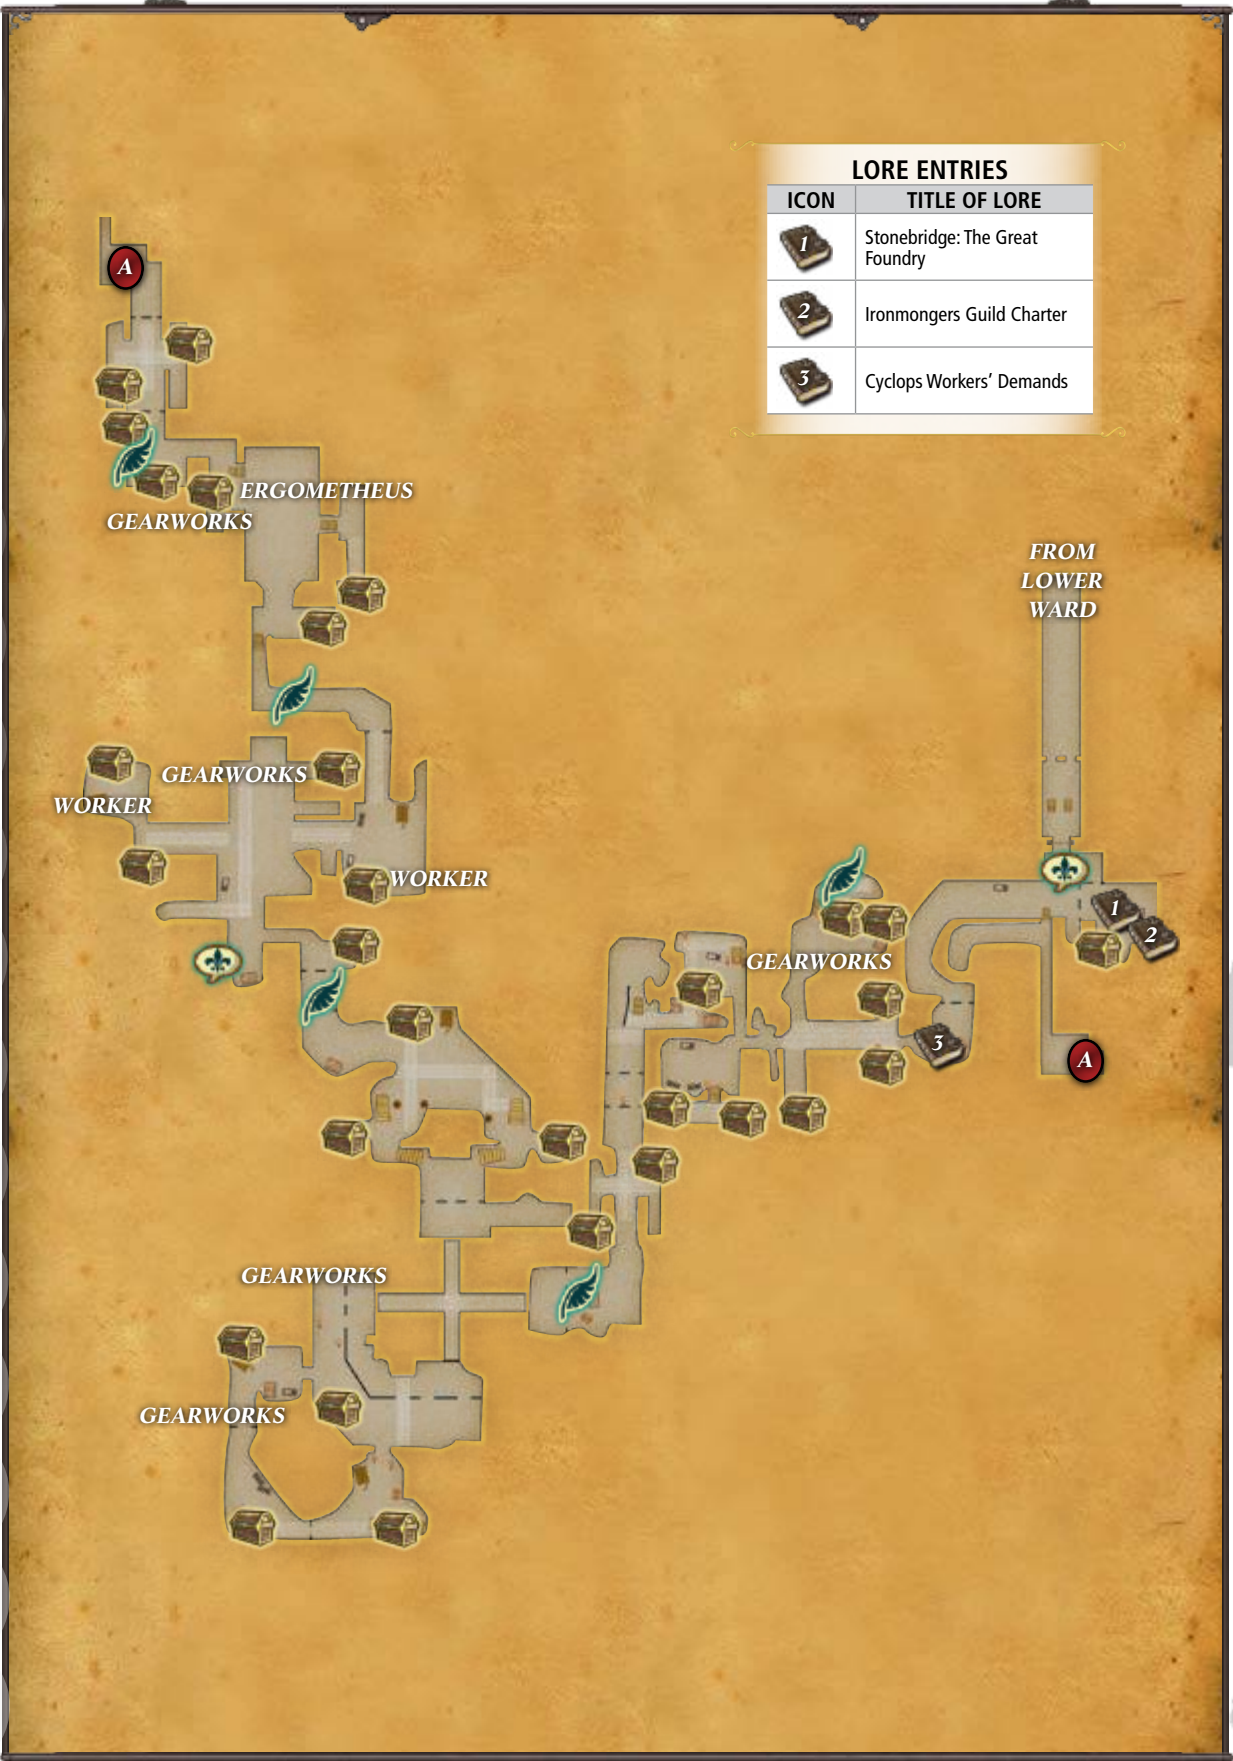 LORE ENTRIES
ICON TITLE OF LORE
1 Stonebridge: The Great
Foundry
2 Ironmongers Guild Charter
3 Cyclops Workers' Demands
A
ERGOMETHEUS
GEARWORKS
FROM
LOWER
WARD
GEARWORKS
WORKER
WORKER
1
2
GEARWORKS
3
A
GEARWORKS
GEARWORKS